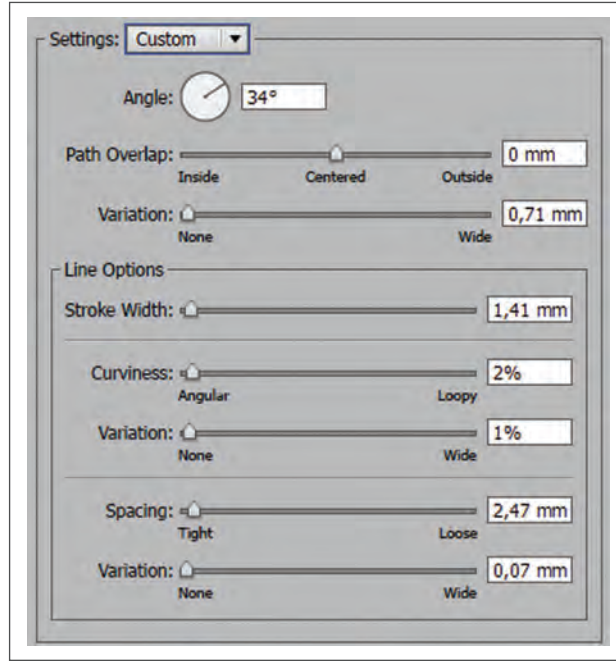 Settings: Custom
Angle: 34°
Path Overlap: 0 mm
Inside Centered Outside
Variation: 0,71 mm
None Wide
Line Options
Stroke Width: 1,41 mm
Curviness: 2%
Angular Loopy
Variation: 1%
None Wide
Spacing: 2,47 mm
Tight Loose
Variation: 0,07 mm
None Wide